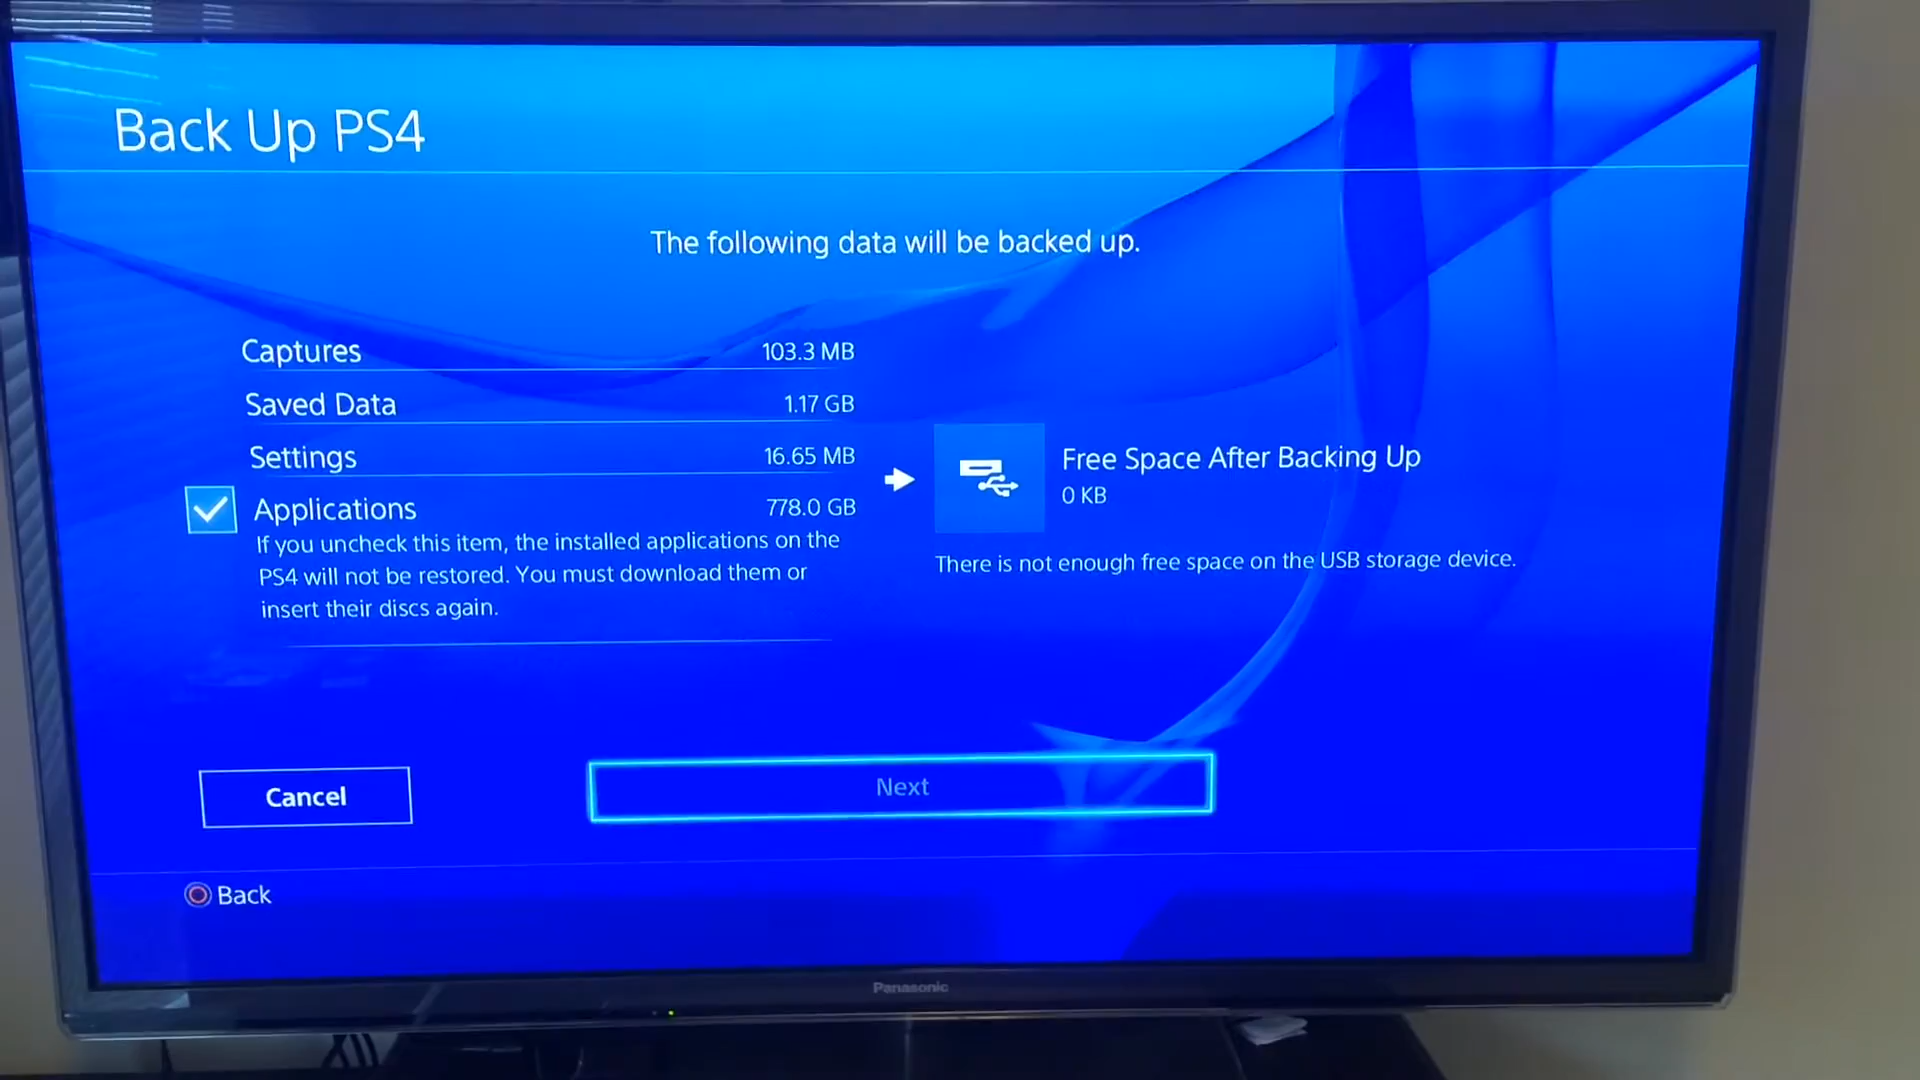 Back Up PS4
The following data will be backed up.
Captures 103.3 MB
Saved Data 1.17 GB
Settings 16.65 MB
Applications 778.0 GB
If you uncheck this item, the installed applications on the
PS4 will not be restored. You must download them or
insert their discs again.
Free Space After Backing Up
0 KB
There is not enough free space on the USB storage device.
Cancel
Next
Back
Panasonic